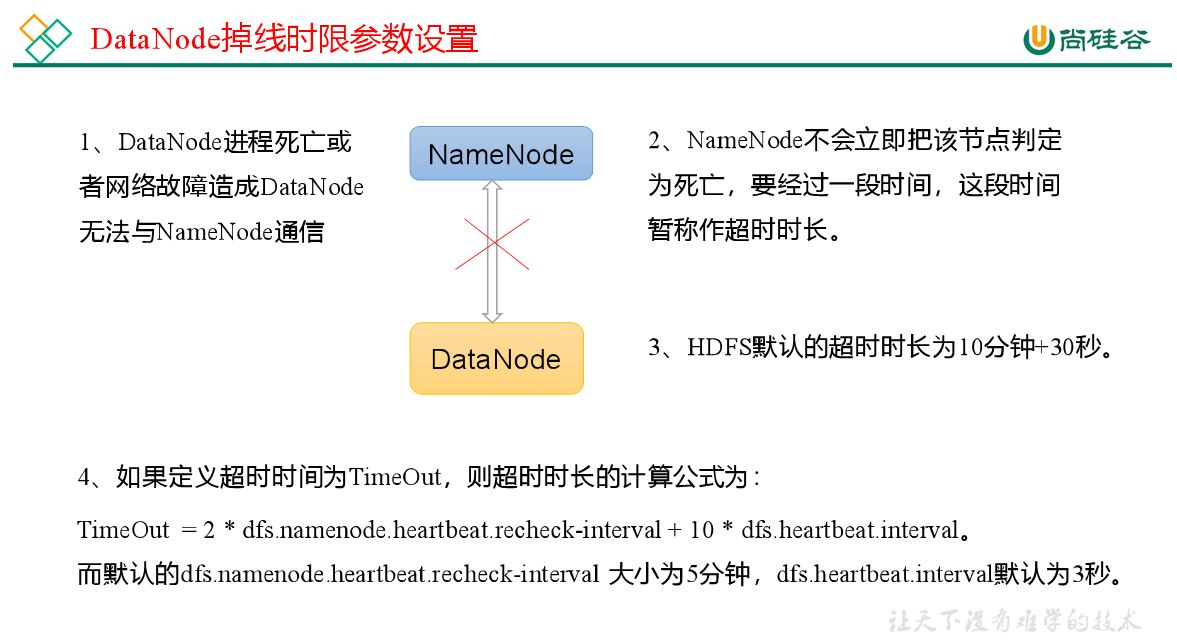 DataNode掉线时限参数设置
尚硅谷
1、DataNode进程死亡或
者网络故障造成DataNode
无法与NameNode通信
NameNode
DataNode
2、NameNode不会立即把该节点判定
为死亡，要经过一段时间，这段时间
暂称作超时时长。
3、HDFS默认的超时时长为10分钟+30秒。
4、如果定义超时时间为TimeOut，则超时时长的计算公式为：
TimeOut = 2 * dfs.namenode.heartbeat.recheck-interval + 10 * dfs.heartbeat.interval。
而默认的dfs.namenode.heartbeat.recheck-interval 大小为5分钟，dfs.heartbeat.interval默认为3秒。
让天下没有难学的技术